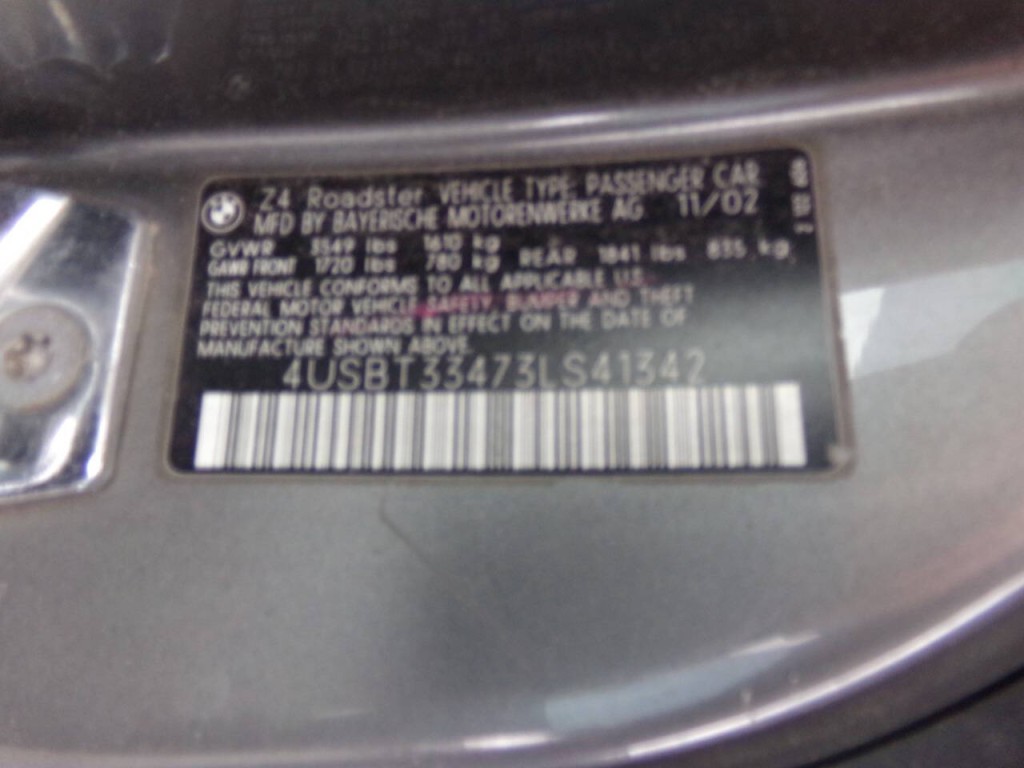 Z4 Roadster VEHICLE TYPE: PASSENGER CAR
MFD BY BAYERISCHE MOTORENWERKE AG 11/02
GVWR 3549 lbs 1610 kg
GAWR FRONT 1720 lbs 780 kg REAR 1841 lbs 835 kg
THIS VEHICLE CONFORMS TO ALL APPLICABLE U.S.
FEDERAL MOTOR VEHICLE SAFETY, BUMPER AND THEFT
PREVENTION STANDARDS IN EFFECT ON THE DATE OF
MANUFACTURE SHOWN ABOVE.
4USBT33473LS41342